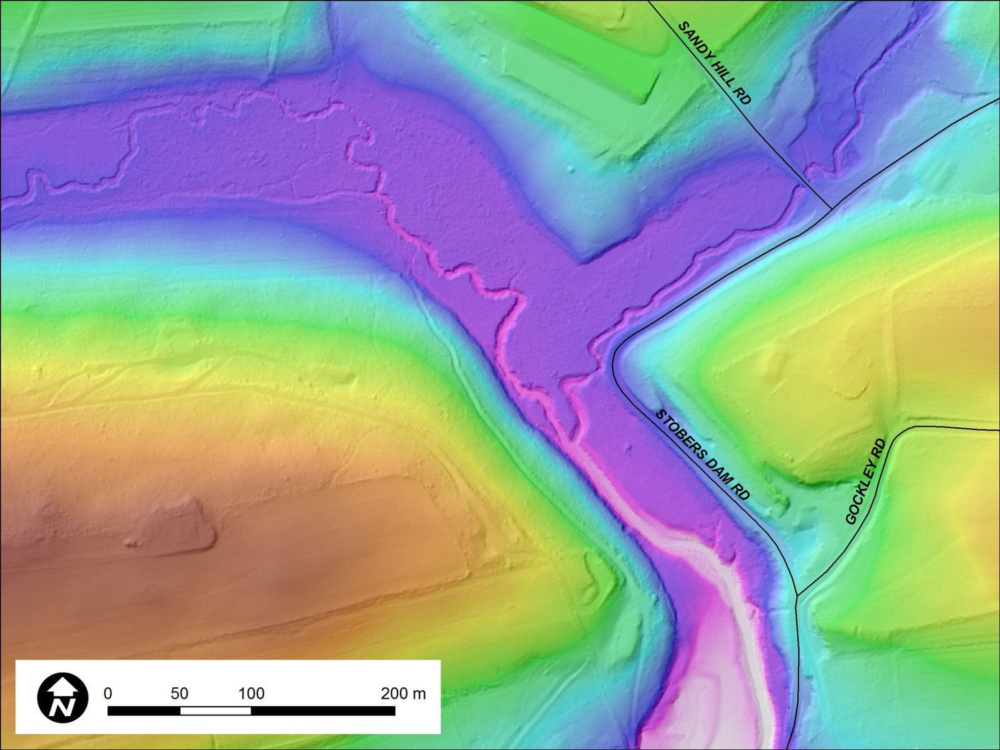 SANDY HILL RD
STOBERS DAM RD
GOCKLEY RD
N
0 50 100 200 m